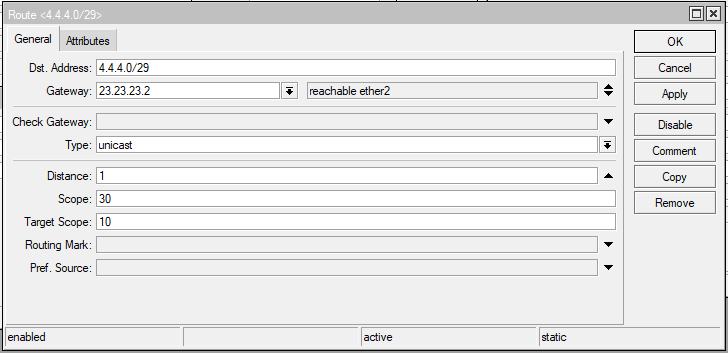 Route <4.4.4.0/29>
General Attributes
Dst. Address: 4.4.4.0/29
Gateway: 23.23.23.2 reachable ether2
Check Gateway:
Type: unicast
Distance: 1
Scope: 30
Target Scope: 10
Routing Mark:
Pref. Source:
OK
Cancel
Apply
Disable
Comment
Copy
Remove
enabled active static